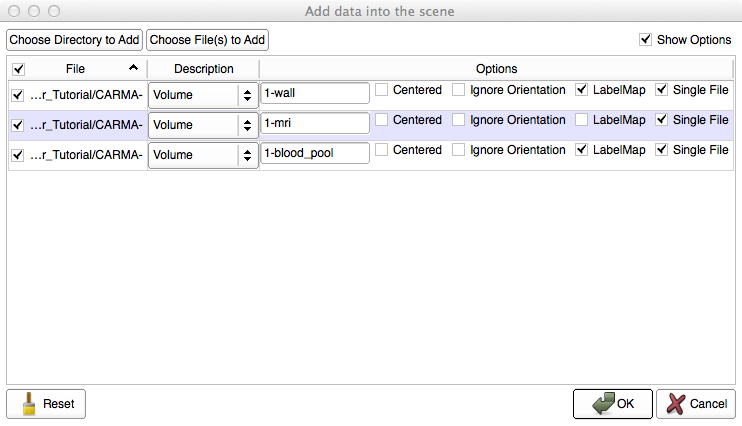 Add data into the scene
Choose Directory to Add Choose File(s) to Add Show Options
File Description Options
...r_Tutorial/CARMA- Volume 1-wall Centered Ignore Orientation LabelMap Single File
...r_Tutorial/CARMA- Volume 1-mri Centered Ignore Orientation LabelMap Single File
...r_Tutorial/CARMA- Volume 1-blood_pool Centered Ignore Orientation LabelMap Single File
Reset OK Cancel